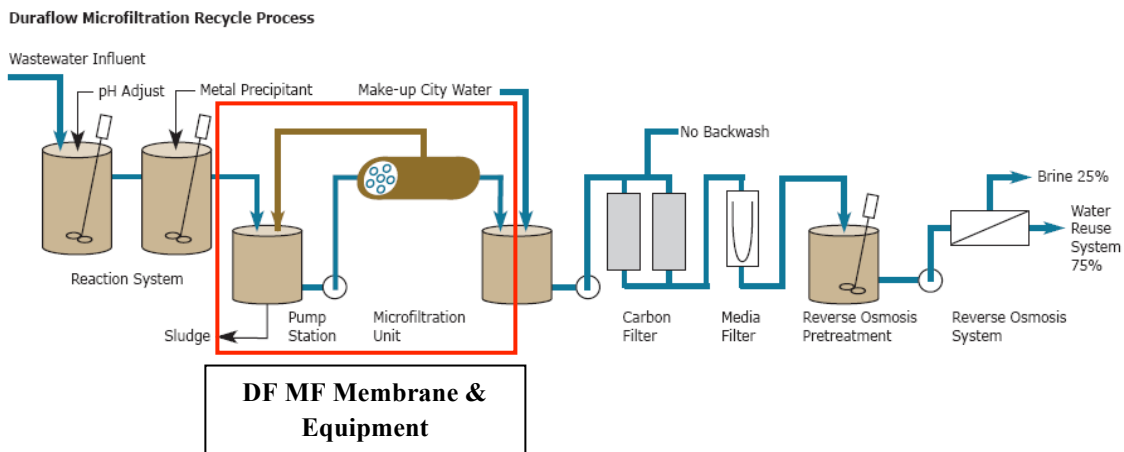 Duraflow Microfiltration Recycle Process
Wastewater Influent
pH Adjust
Metal Precipitant
Make-up City Water
No Backwash
Brine 25%
Water
Reuse
System
75%
Reaction System
Sludge
Pump
Station
Microfiltration
Unit
Carbon
Filter
Media
Filter
Reverse Osmosis
Pretreatment
Reverse Osmosis
System
DF MF Membrane &
Equipment